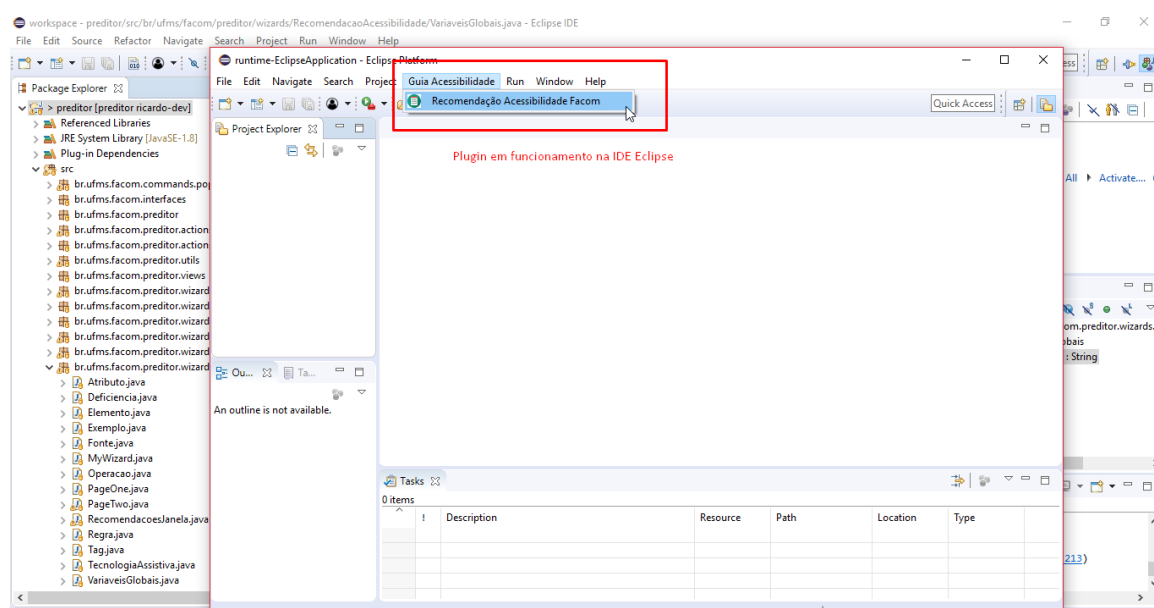 workspace - preditor/src/br/ufms/facom/preditor/wizards/RecomendacaoAcessibilidade/VariaveisGlobais.java - Eclipse IDE
File Edit Source Refactor Navigate Search Project Run Window Help
runtime-EclipseApplication - Eclipse Platform
File Edit Navigate Search Project Guia Acessibilidade Run Window Help
Recomendação Acessibilidade Facom
Quick Access
Package Explorer
> preditor [preditor ricardo-dev]
Referenced Libraries
JRE System Library [JavaSE-1.8]
Plug-in Dependencies
src
br.ufms.facom.commands.pop
br.ufms.facom.interfaces
br.ufms.facom.preditor
br.ufms.facom.preditor.action
br.ufms.facom.preditor.action
br.ufms.facom.preditor.utils
br.ufms.facom.preditor.views
br.ufms.facom.preditor.wizard
br.ufms.facom.preditor.wizard
br.ufms.facom.preditor.wizard
br.ufms.facom.preditor.wizard
br.ufms.facom.preditor.wizard
br.ufms.facom.preditor.wizard
Atributo.java
Deficiencia.java
Elemento.java
Exemplo.java
Fonte.java
MyWizard.java
Operacao.java
PageOne.java
PageTwo.java
RecomendacoesJanela.java
Regra.java
Tag.java
TecnologiaAssistiva.java
VariaveisGlobais.java
Project Explorer
Plugin em funcionamento na IDE Eclipse
Ou... Ta...
An outline is not available.
Tasks
0 items
! Description Resource Path Location Type
ess
All Activate....
om.preditor.wizards.
obais
: String
213)